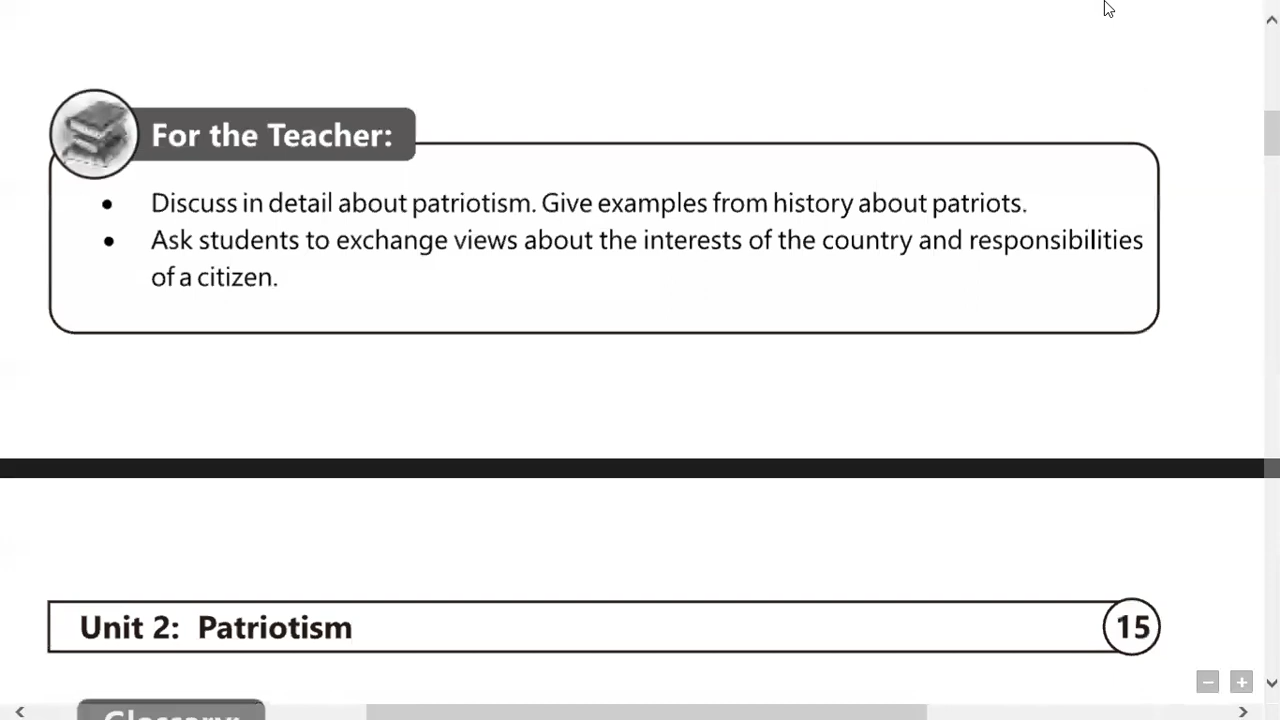 For the Teacher:
• Discuss in detail about patriotism. Give examples from history about patriots.
• Ask students to exchange views about the interests of the country and responsibilities
of a citizen.
Unit 2: Patriotism 15
Glossary: